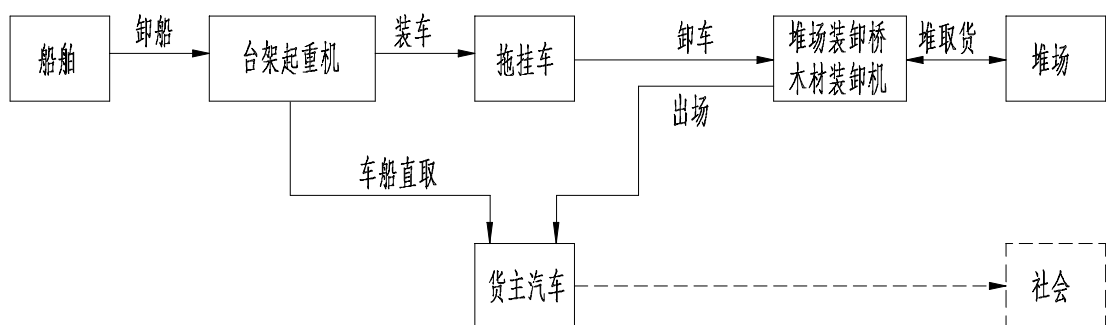 卸船
装车
卸车
堆取货
船舶
台架起重机
拖挂车
堆场装卸桥
木材装卸机
堆场
出场
车船直取
货主汽车
社会